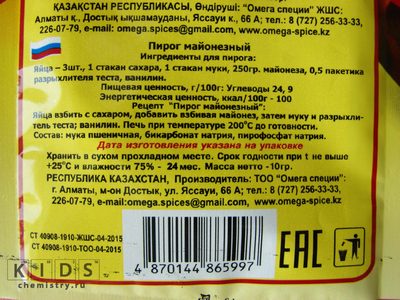 ҚАЗАҚСТАН РЕСПУБЛИКАСЫ, Өндіруші: "Омега специи" ЖШС:
Алматы қ., Достық ықшамауданы, Яссауи к., 66 А; тел.: 8 (727) 256-33-33,
226-07-79; e-mail: omega-spices@gmail.com, www.omega-spice.kz
Пирог майонезный
Ингредиенты для пирога:
Яйца – 3шт., 1 стакан сахара, 1 стакан муки, 250гр. майонеза, 0,5 пакетика
разрыхлителя теста, ванилин.
Пищевая ценность, г/100г: Углеводы 24, 9
Энергетическая ценность, ккал/100г - 100
Рецепт "Пирог майонезный":
Яйцо взбить с сахаром, добавить взбивая майонез, затем муку и разрыхли-
тель теста; ванилин. Печь при температуре 200°С до готовности.
Состав: мука пшеничная, бикарбонат натрия, пирофосфат натрия.
Дата изготовления указана на упаковке
Хранить в сухом прохладном месте. Срок годности при t не выше
+25°С и влажности 75% - 24 мес. Масса нетто -10гр.
РЕСПУБЛИКА КАЗАХСТАН, Производитель: ТОО "Омега специи":
г. Алматы, м-он Достык, ул. Яссауи, 66 А; тел.: 8 (727) 256-33-33,
226-07-79; e-mail: omega-spices@gmail.com, www.omega-spice.kz
СТ 40908-1910-ЖШС-04-2015
СТ 40908-1910-ТОО-04-2015
4 870144 865997
EAC
KIDS
chemistry.ru